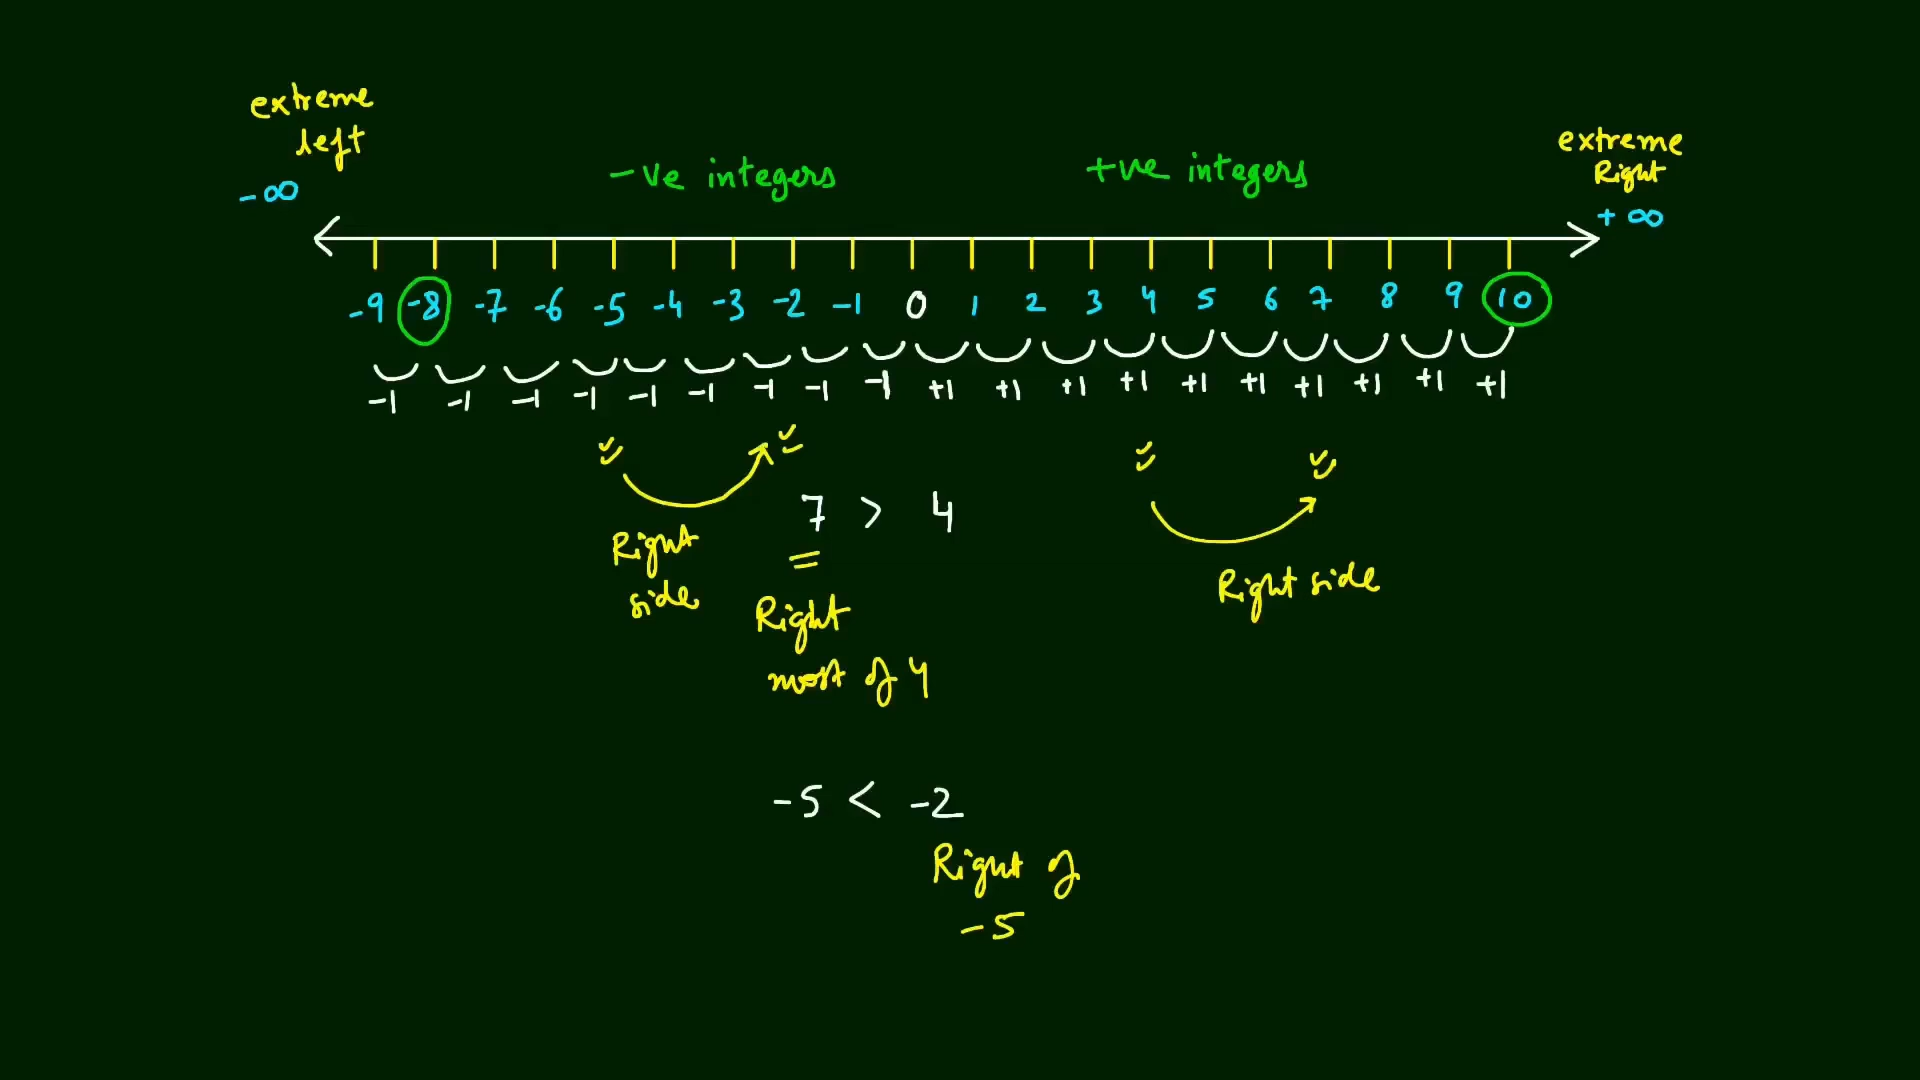 extreme
left
-∞
-ve integers
+ve integers
extreme
Right
+ ∞
-9 -8 -7 -6 -5 -4 -3 -2 -1 0 1 2 3 4 5 6 7 8 9 10
-1 -1 -1 -1 -1 -1 -1 -1 -1 +1 +1 +1 +1 +1 +1 +1 +1 +1 +1
Right
side
7 > 4
=
Right
most of 4
Right side
-5 < -2
Right of
-5